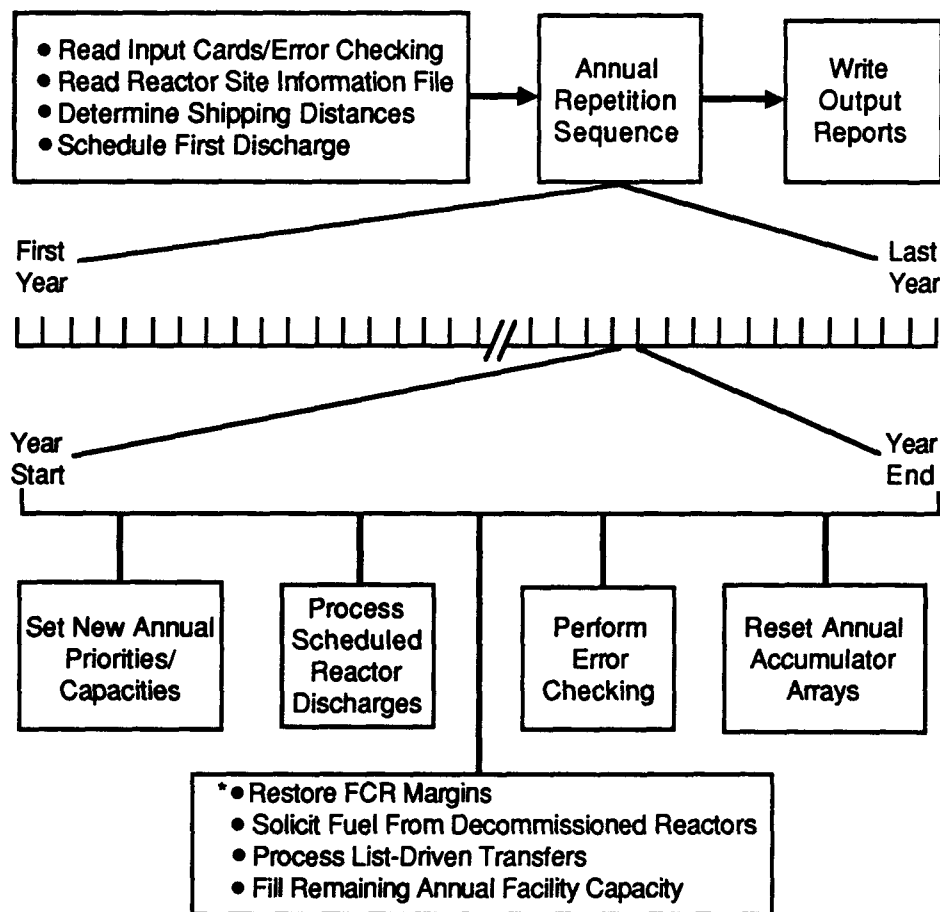 ● Read Input Cards/Error Checking
● Read Reactor Site Information File
● Determine Shipping Distances
● Schedule First Discharge
Annual
Repetition
Sequence
Write
Output
Reports
First
Year
Last
Year
Year
Start
Year
End
Set New Annual
Priorities/
Capacities
Process
Scheduled
Reactor
Discharges
Perform
Error
Checking
Reset Annual
Accumulator
Arrays
*● Restore FCR Margins
● Solicit Fuel From Decommissioned Reactors
● Process List-Driven Transfers
● Fill Remaining Annual Facility Capacity